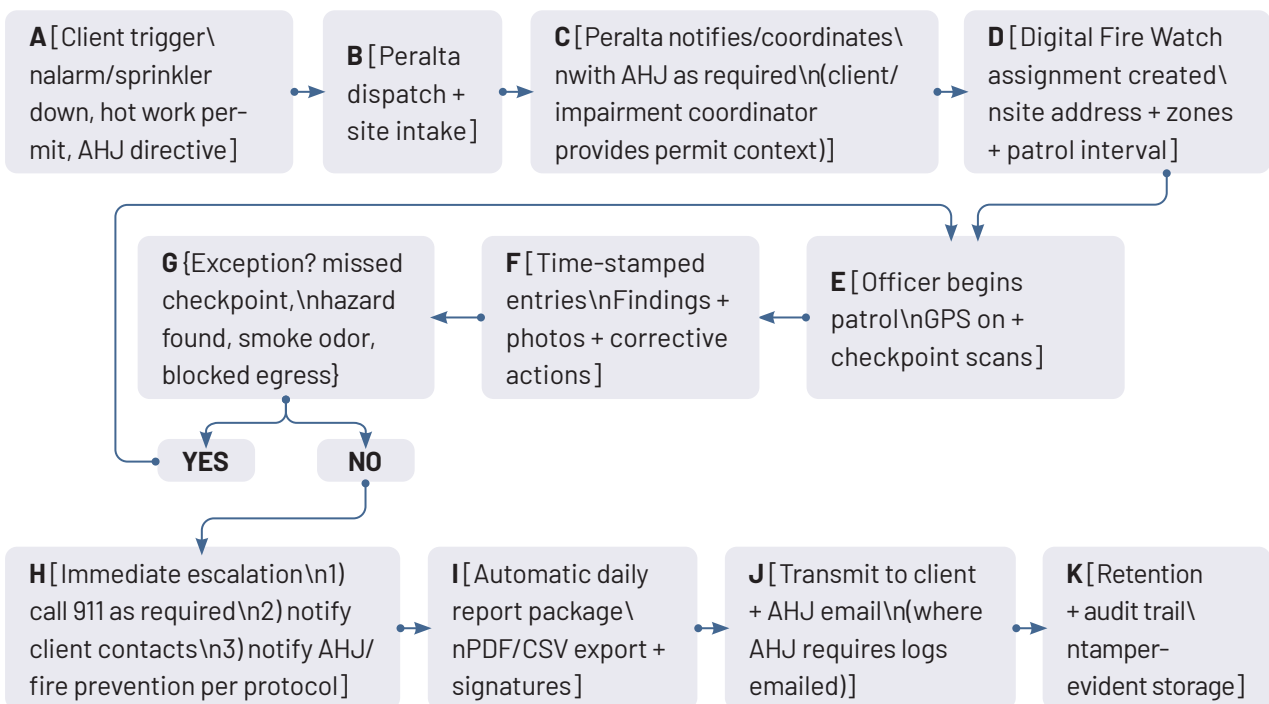 A [Client trigger\
nalarm/sprinkler
down, hot work per-
mit, AHJ directive]
B [Peralta
dispatch +
site intake]
C [Peralta notifies/coordinates\
nwith AHJ as required\n(client/
impairment coordinator
provides permit context)]
D [Digital Fire Watch
assignment created\
nsite address + zones
+ patrol interval]
E [Officer begins
patrol\nGPS on +
checkpoint scans]
F [Time-stamped
entries\nFindings +
photos + corrective
actions]
G {Exception? missed
checkpoint,\nhazard
found, smoke odor,
blocked egress}
YES
NO
H [Immediate escalation\n1)
call 911 as required\n2) notify
client contacts\n3) notify AHJ/
fire prevention per protocol]
I [Automatic daily
report package\
nPDF/CSV export +
signatures]
J [Transmit to client
+ AHJ email\n(where
AHJ requires logs
emailed)]
K [Retention
+ audit trail\
ntamper-
evident storage]